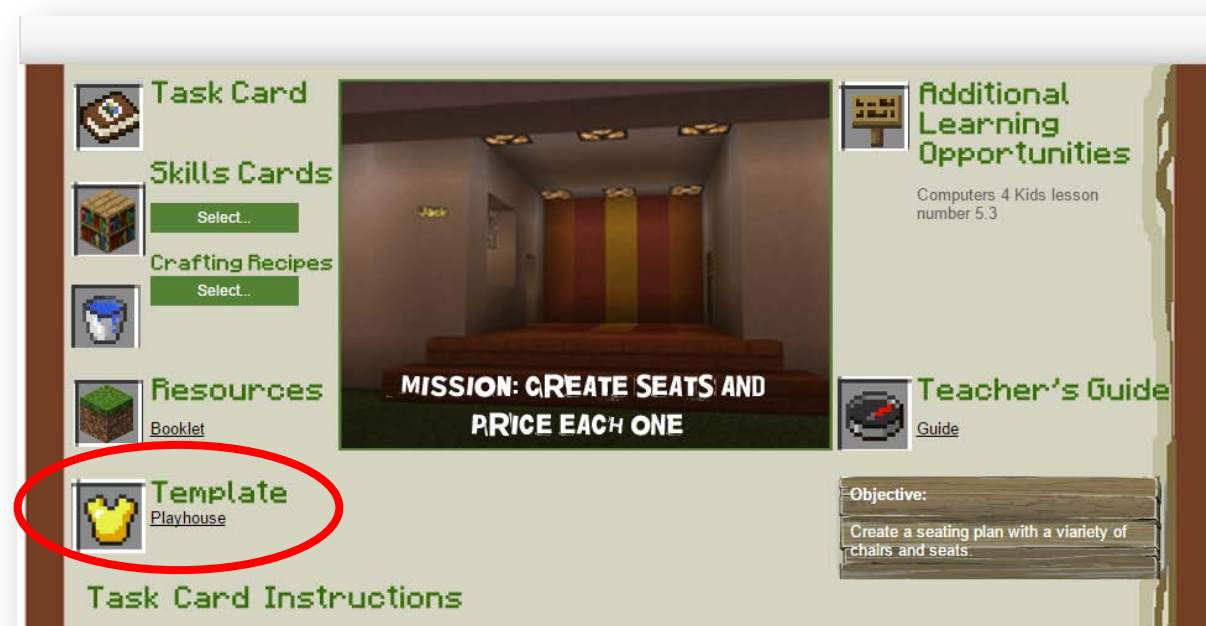 Task Card
Skills Cards
Select...
Crafting Recipes
Select...
Resources
Booklet
Template
Playhouse
Jack
MISSION: CREATE SEATS AND
PRICE EACH ONE
Additional
Learning
Opportunities
Computers 4 Kids lesson
number 5.3
Teacher's Guide
Guide
Objective:
Create a seating plan with a viariety of
chairs and seats.
Task Card Instructions